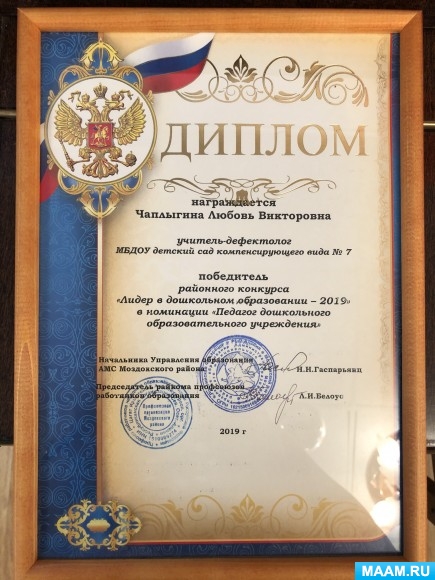 ДИПЛОМ
награждается
Чаплыгина Любовь Викторовна
учитель-дефектолог
МБДОУ детский сад компенсирующего вида № 7
победитель
районного конкурса
«Лидер в дошкольном образовании – 2019»
в номинации «Педагог дошкольного
образовательного учреждения»
Начальника Управления образования
АМС Моздокского района
Н.Н.Гаспарьянц
Председатель райкома профсоюзов
работников образования
Л.И.Белоус
2019 г
MAAM.RU